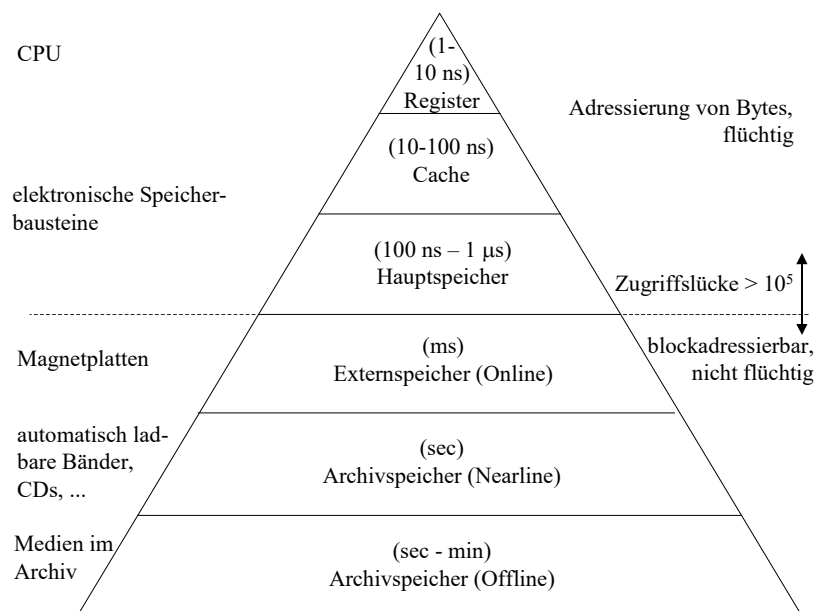 CPU
(1-
10 ns)
Register
Adressierung von Bytes,
flüchtig
(10-100 ns)
Cache
elektronische Speicher-
bausteine
(100 ns – 1 μs)
Hauptspeicher
Zugriffslücke > 10⁵
Magnetplatten
(ms)
Externspeicher (Online)
blockadressierbar,
nicht flüchtig
automatisch lad-
bare Bänder,
CDs, ...
(sec)
Archivspeicher (Nearline)
Medien im
Archiv
(sec - min)
Archivspeicher (Offline)